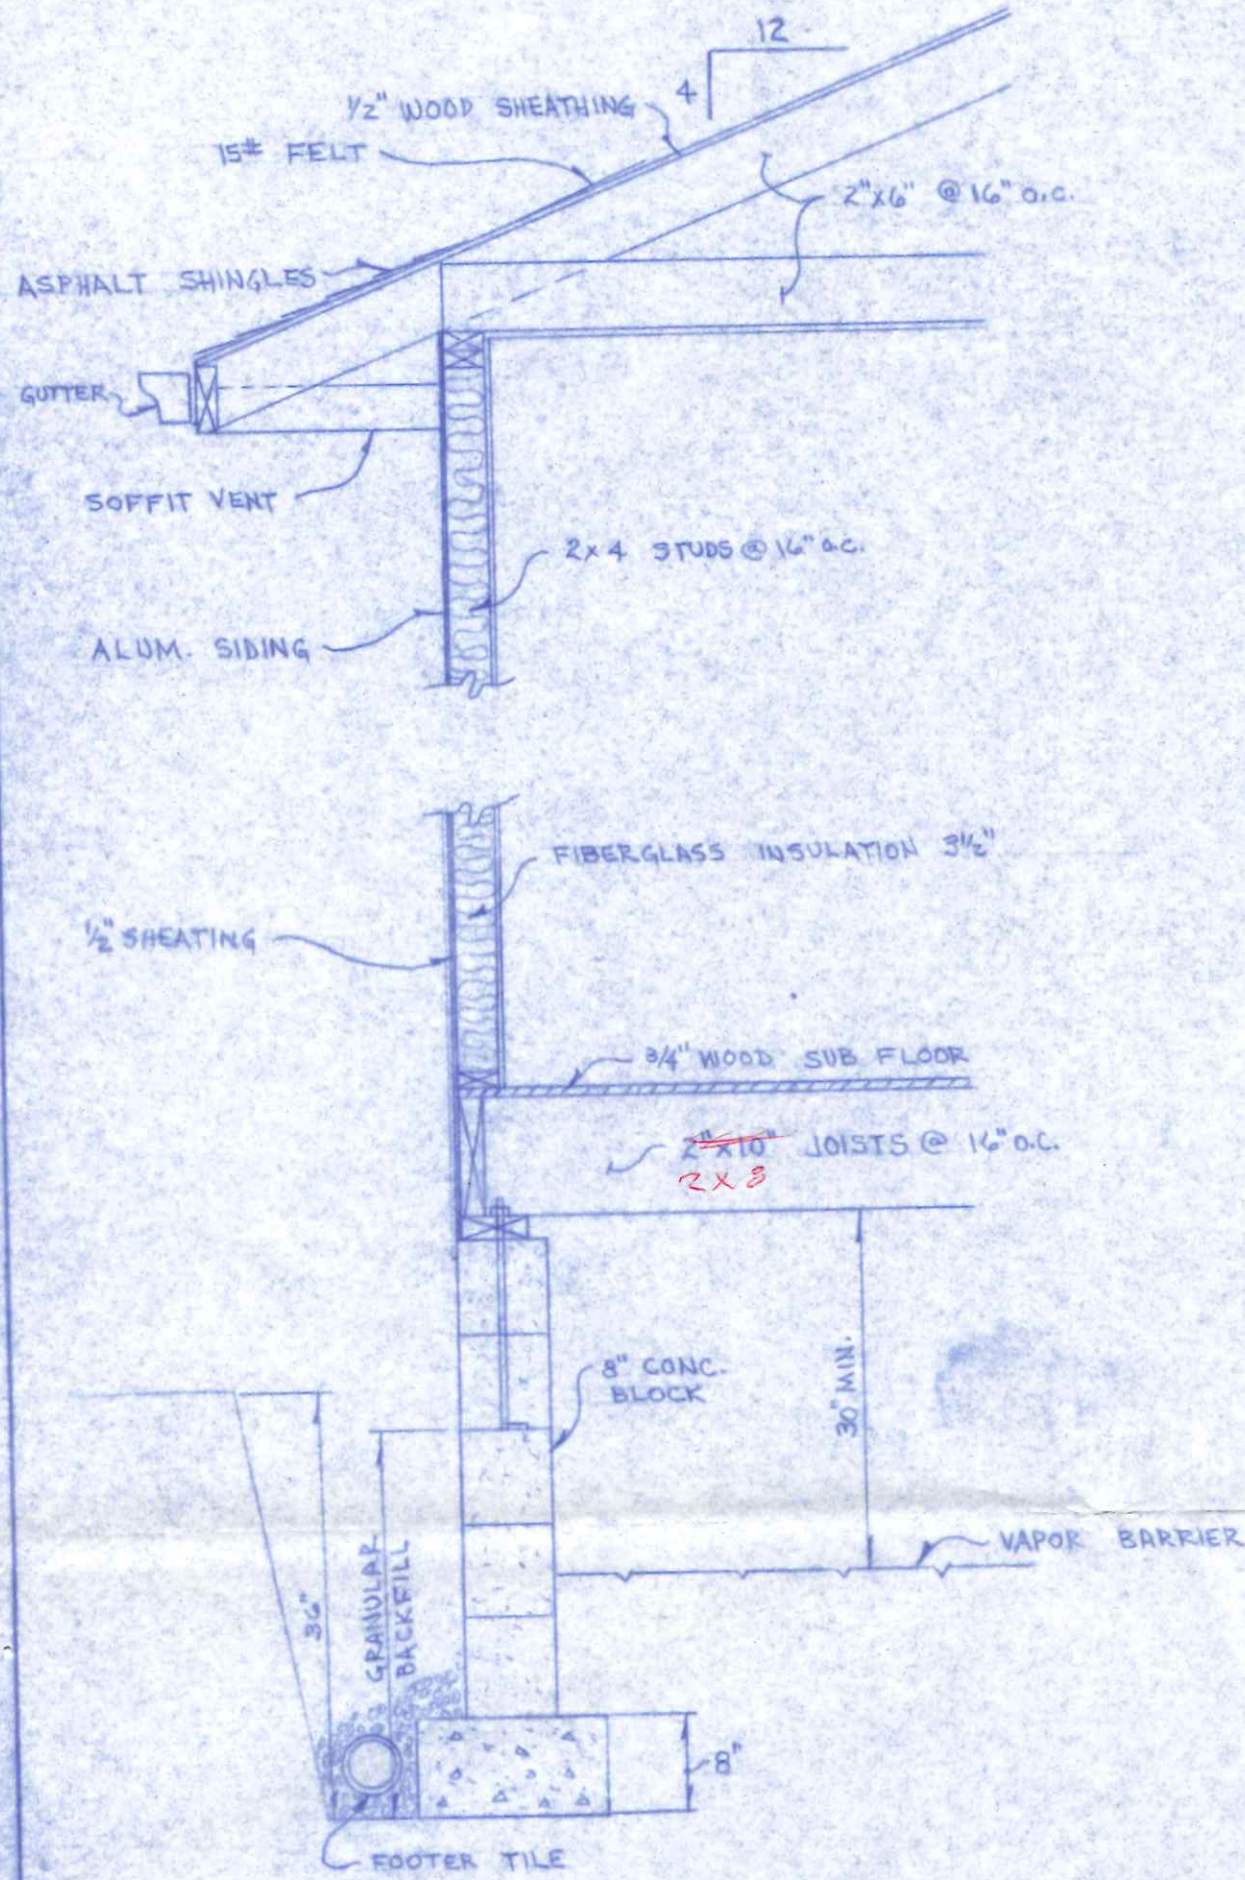 12
4
1/2" WOOD SHEATHING
15# FELT
2"x6" @ 16" o.c.
ASPHALT SHINGLES
GUTTER
SOFFIT VENT
2x4 STUDS @ 16" o.c.
ALUM. SIDING
FIBERGLASS INSULATION 3 1/2"
1/2" SHEATING
3/4" WOOD SUB FLOOR
2"x10" JOISTS @ 16" o.c.
2x8
8" CONC.
BLOCK
30" MIN.
VAPOR BARRIER
36"
GRANULAR
BACKFILL
8"
FOOTER TILE